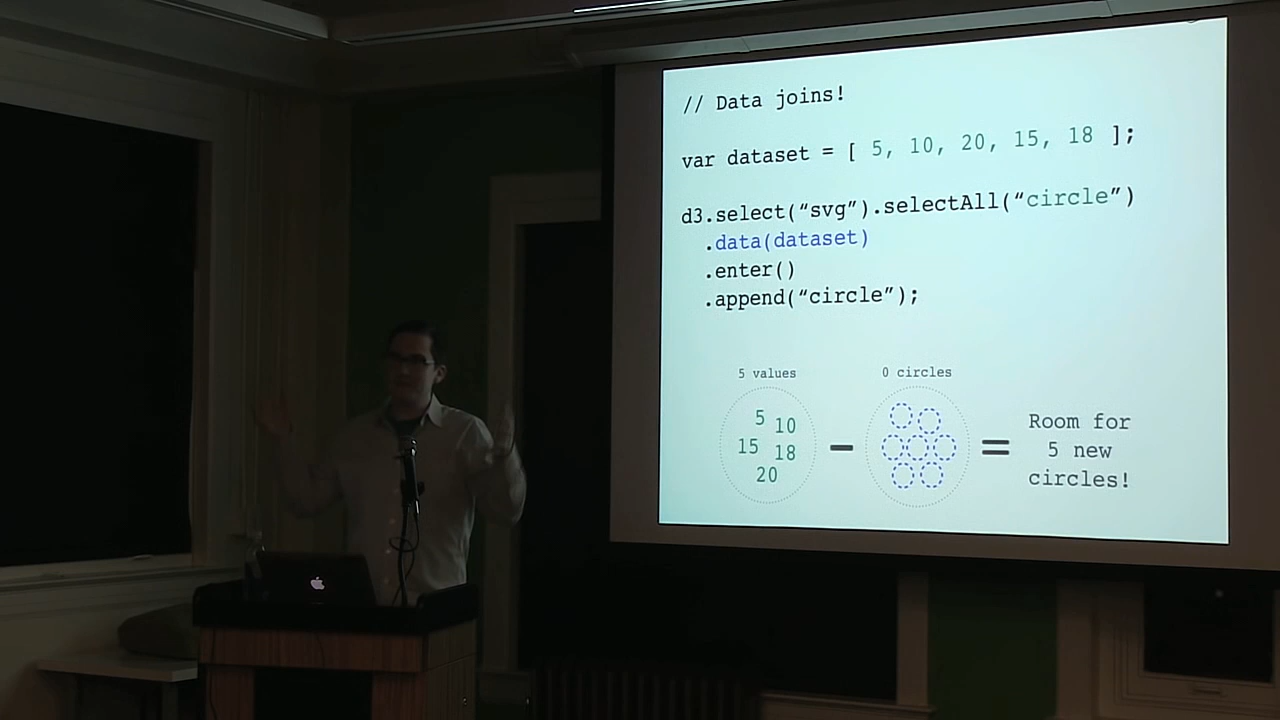 // Data joins!
var dataset = [ 5, 10, 20, 15, 18 ];
d3.select(“svg”).selectAll(“circle”)
.data(dataset)
.enter()
.append(“circle”);
5 values
0 circles
5 10
15 18
20
-
=
Room for
5 new
circles!